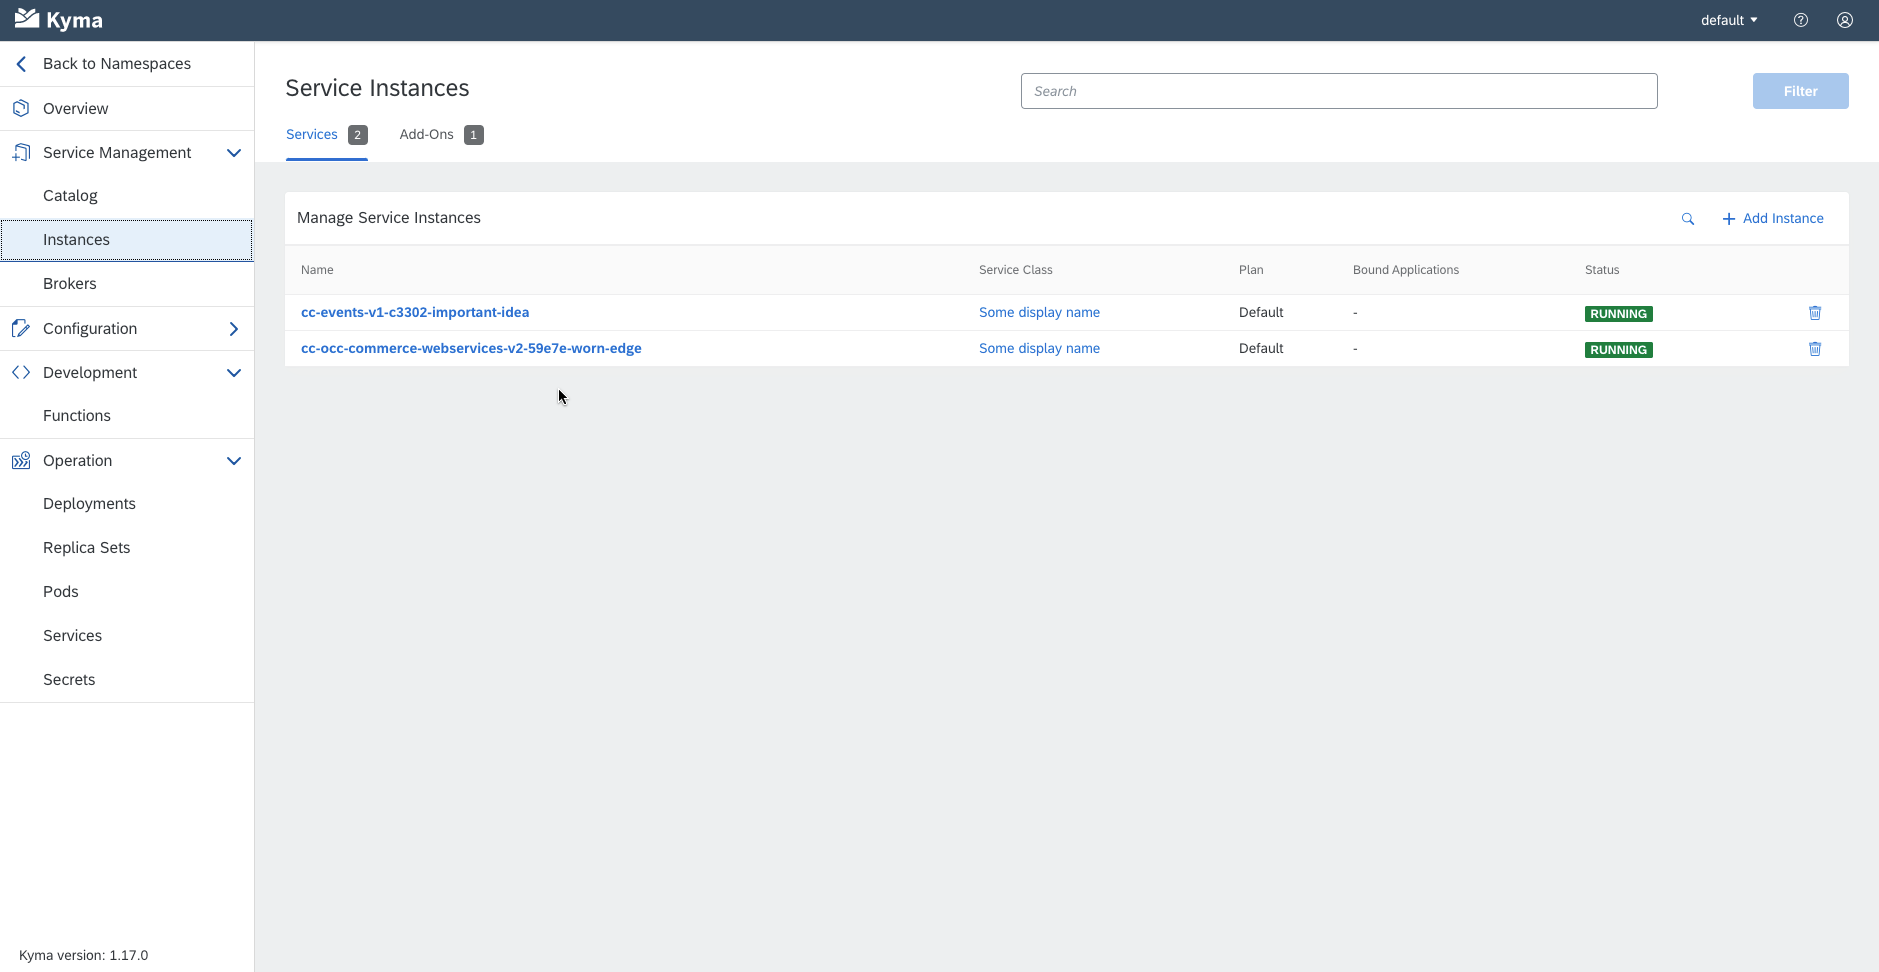 Kyma
default
Back to Namespaces
Overview
Service Management
Catalog
Instances
Brokers
Configuration
Development
Functions
Operation
Deployments
Replica Sets
Pods
Services
Secrets
Kyma version: 1.17.0
Service Instances
Search
Filter
Services 2 Add-Ons 1
Manage Service Instances
Add Instance
Name Service Class Plan Bound Applications Status
cc-events-v1-c3302-important-idea Some display name Default - RUNNING
cc-occ-commerce-webservices-v2-59e7e-worn-edge Some display name Default - RUNNING